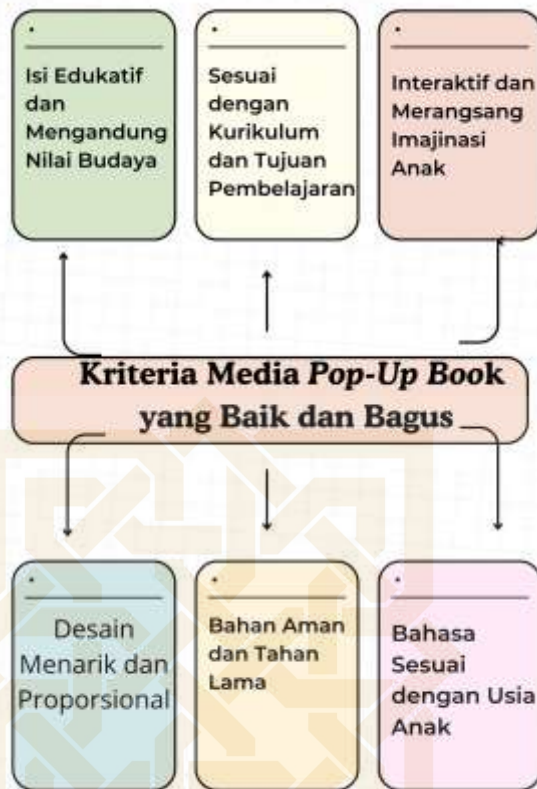 Isi Edukatif
dan
Mengandung
Nilai Budaya
Sesuai
dengan
Kurikulum
dan Tujuan
Pembelajaran
Interaktif dan
Merangsang
Imajinasi
Anak
Kriteria Media Pop-Up Book
yang Baik dan Bagus
Desain
Menarik dan
Proporsional
Bahan Aman
dan Tahan
Lama
Bahasa
Sesuai
dengan Usia
Anak